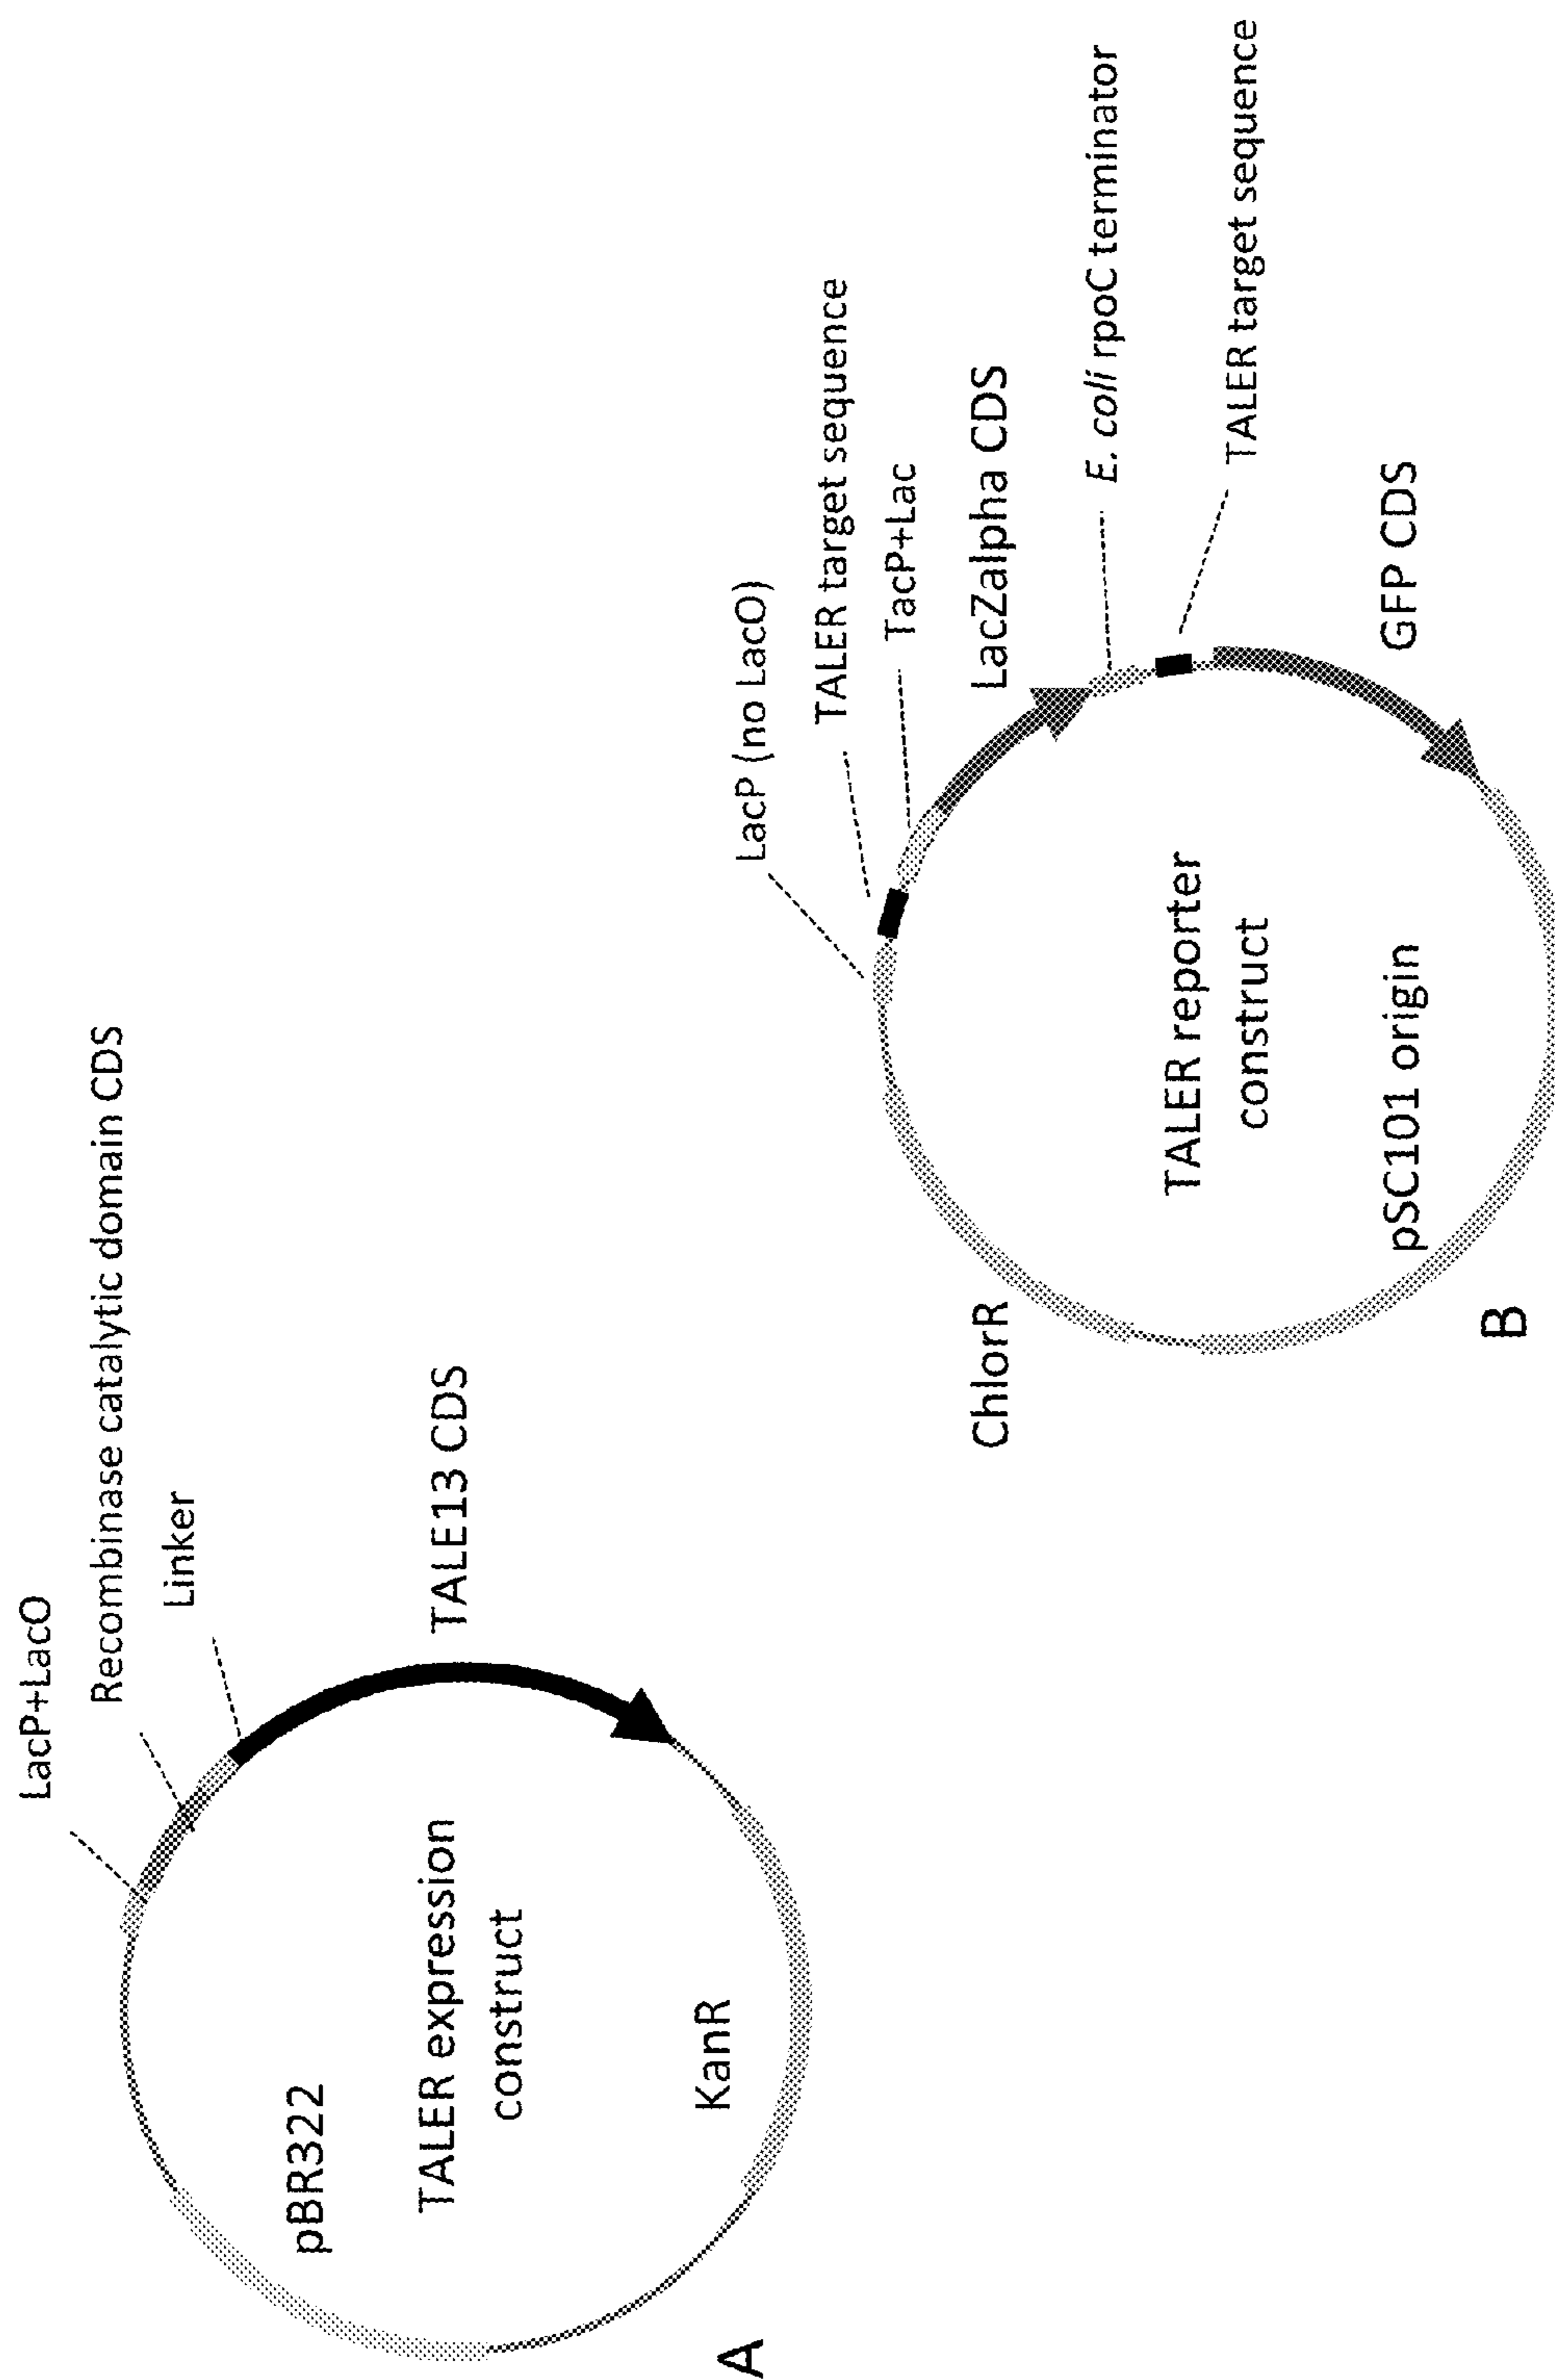 LacP+LacO
Recombinase catalytic domain CDS
Linker
pBR322
TALE13 CDS
TALER expression
construct
KanR
A
LacP (no LacO)
TALER target sequence
TacP+Lac
LacZalpha CDS
E. coli rpoC terminator
TALER target sequence
ChlorR
TALER reporter
construct
pSC101 origin
GFP CDS
B